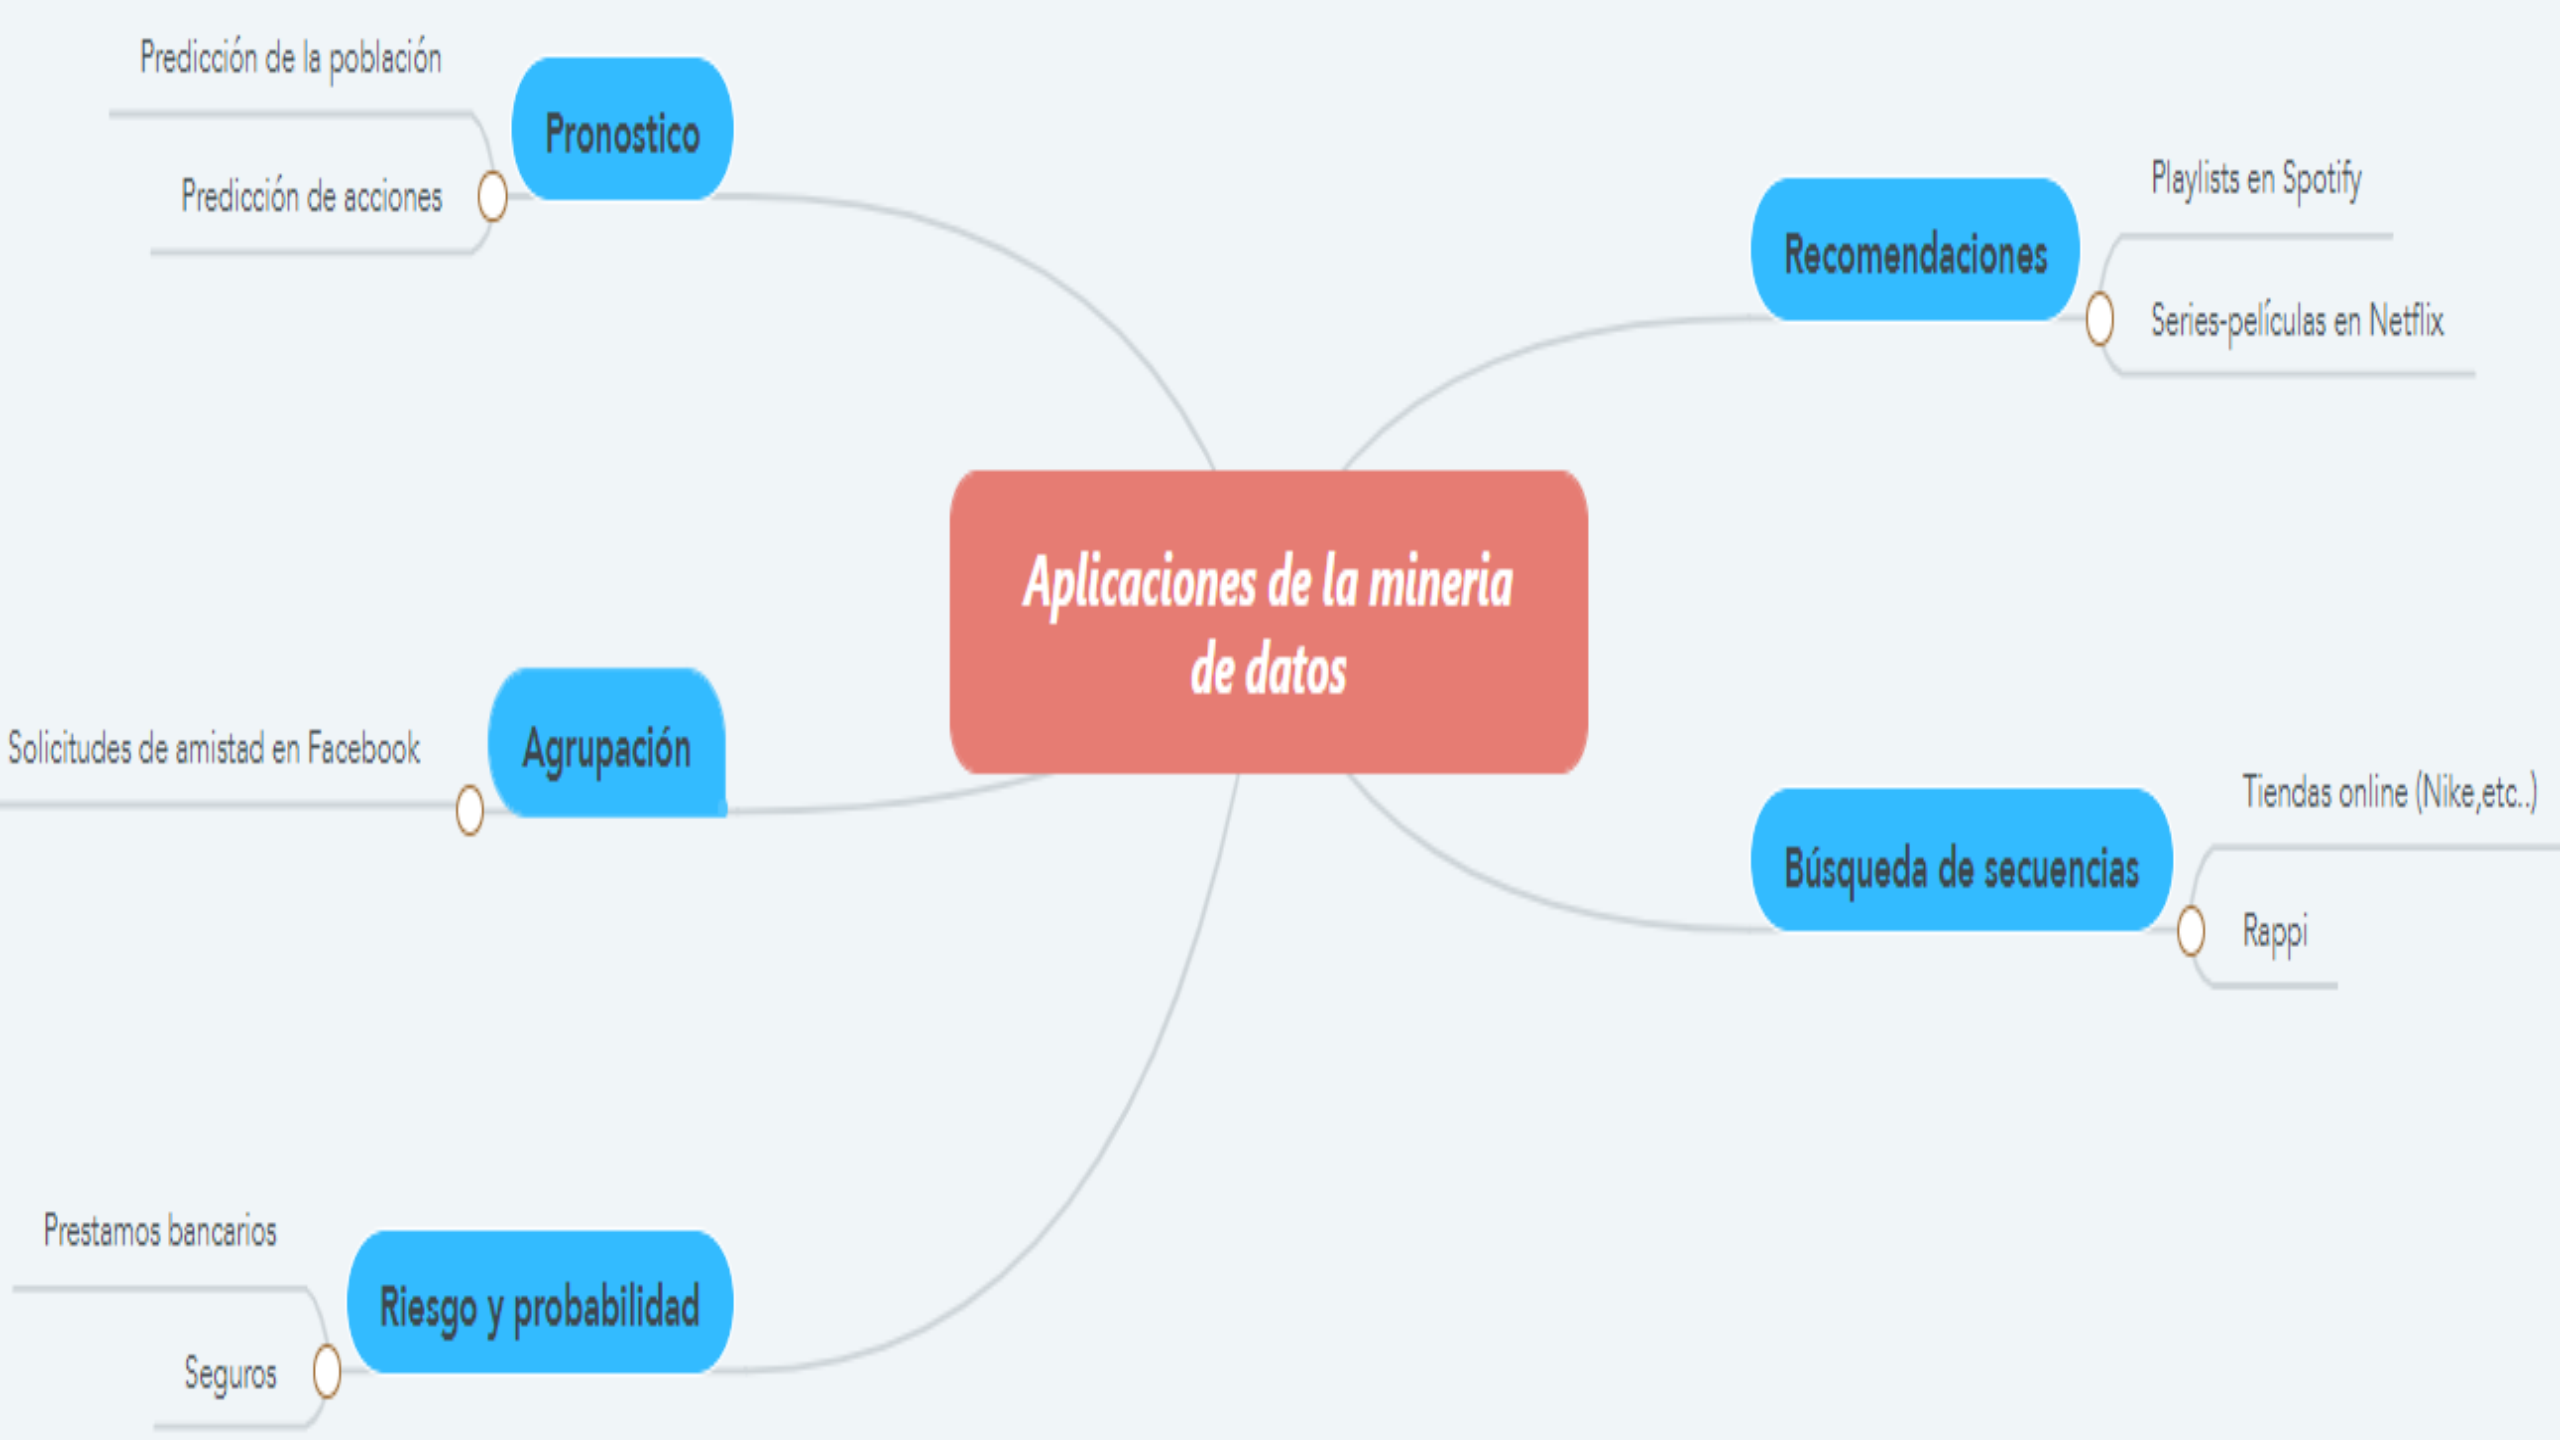 Predicción de la población
Pronostico
Predicción de acciones
Playlists en Spotify
Recomendaciones
Series-películas en Netflix
Aplicaciones de la mineria
de datos
Solicitudes de amistad en Facebook
Agrupación
Tiendas online (Nike,etc..)
Búsqueda de secuencias
Rappi
Prestamos bancarios
Riesgo y probabilidad
Seguros